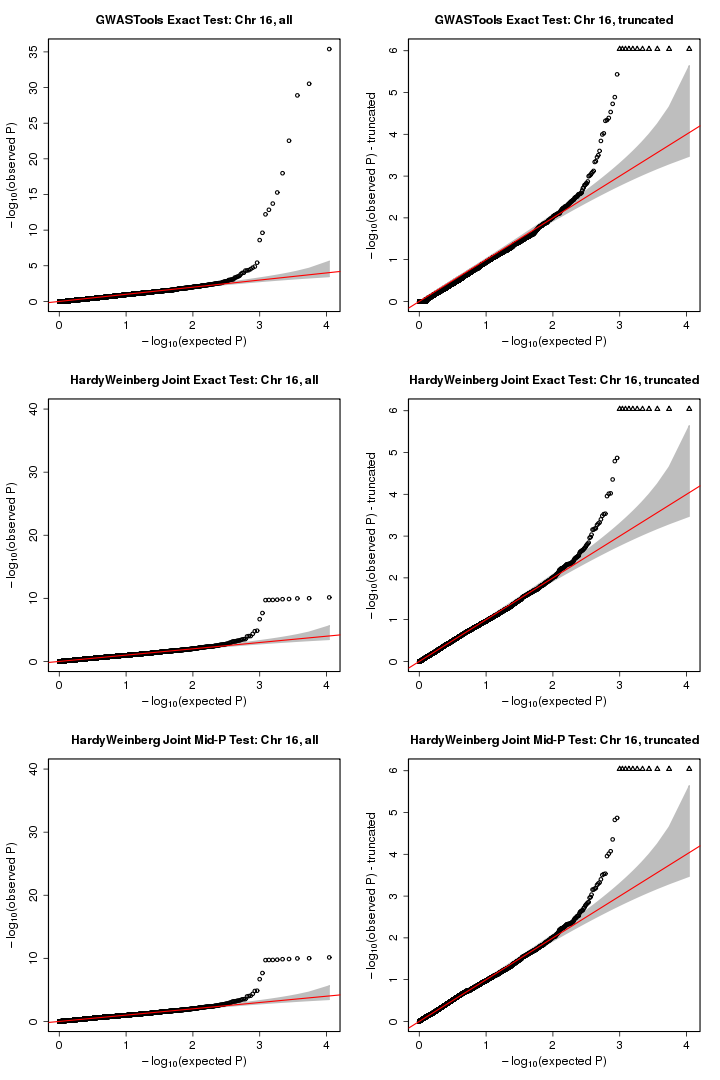 GWASTools Exact Test: Chr 16, all
− log10(observed P)
0 5 10 15 20 25 30 35
0 1 2 3 4
− log10(expected P)
GWASTools Exact Test: Chr 16, truncated
− log10(observed P) - truncated
0 1 2 3 4 5 6
0 1 2 3 4
− log10(expected P)
HardyWeinberg Joint Exact Test: Chr 16, all
− log10(observed P)
0 10 20 30 40
0 1 2 3 4
− log10(expected P)
HardyWeinberg Joint Exact Test: Chr 16, truncated
− log10(observed P) - truncated
0 1 2 3 4 5 6
0 1 2 3 4
− log10(expected P)
HardyWeinberg Joint Mid-P Test: Chr 16, all
− log10(observed P)
0 10 20 30 40
0 1 2 3 4
− log10(expected P)
HardyWeinberg Joint Mid-P Test: Chr 16, truncated
− log10(observed P) - truncated
0 1 2 3 4 5 6
0 1 2 3 4
− log10(expected P)